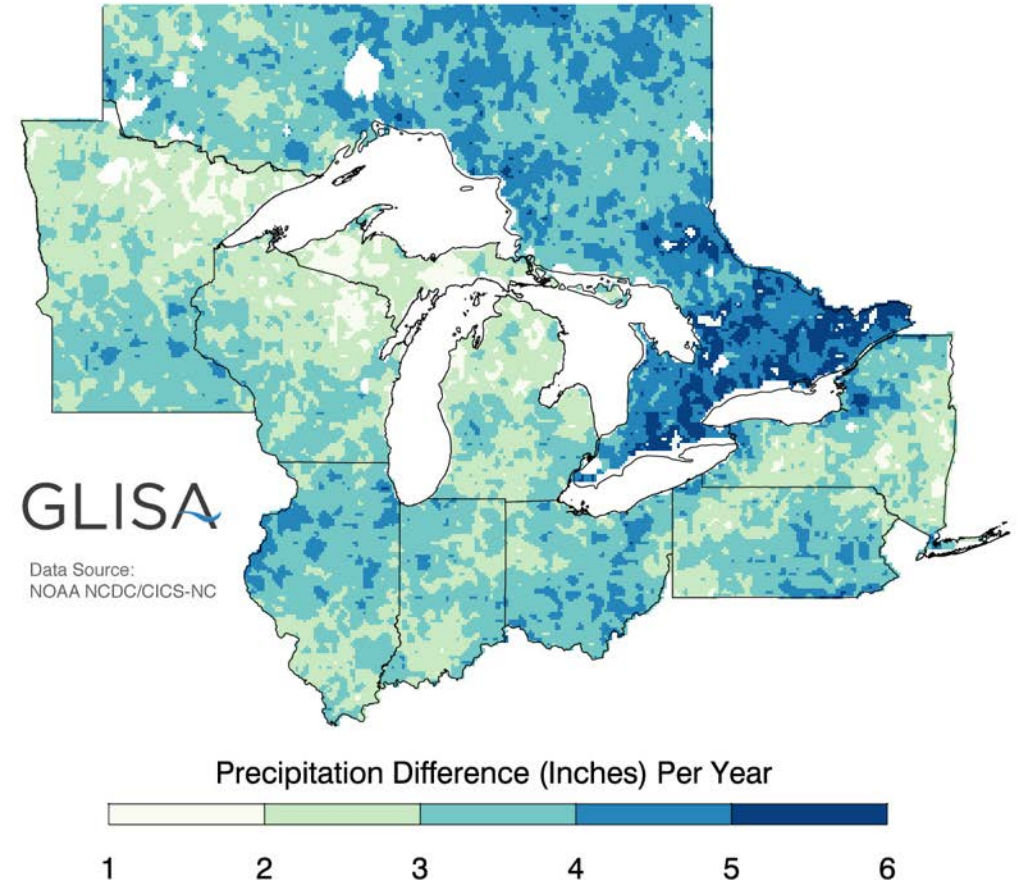 GLISA
Data Source:
NOAA NCDC/CICS-NC
Precipitation Difference (Inches) Per Year
1 2 3 4 5 6